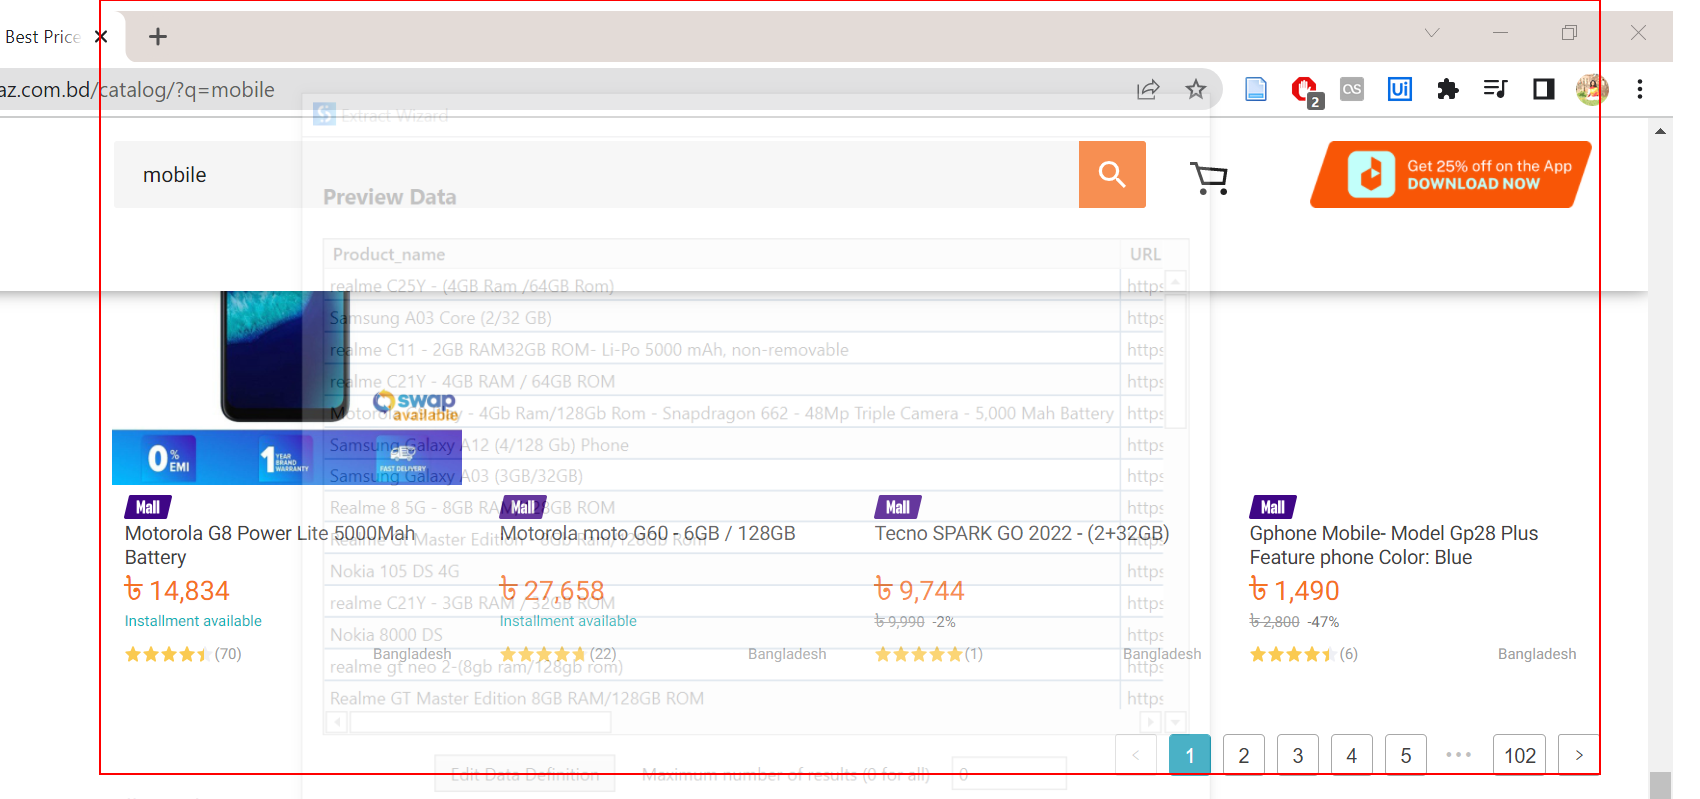 Best Price
az.com.bd/catalog/?q=mobile
2
Ui
Extract Wizard
mobile
Get 25% off on the App
DOWNLOAD NOW
Preview Data
Product_name URL
realme C25Y - (4GB Ram /64GB Rom) https
Samsung A03 Core (2/32 GB) https
realme C11 - 2GB RAM32GB ROM- Li-Po 5000 mAh, non-removable https
realme C21Y - 4GB RAM / 64GB ROM https
swap
available
- 4Gb Ram/128Gb Rom - Snapdragon 662 - 48Mp Triple Camera - 5,000 Mah Battery https
Samsung Galaxy A12 (4/128 Gb) Phone https
0% EMI
1 YEAR BRAND WARRANTY
FAST DELIVERY
Samsung Galaxy A03 (3GB/32GB) https
Realme 8 5G - 8GB RAM/128GB ROM https
Mall Mall Mall Mall
Motorola G8 Power Lite 5000Mah Battery
Motorola moto G60 - 6GB / 128GB
Tecno SPARK GO 2022 - (2+32GB)
Gphone Mobile- Model Gp28 Plus
Feature phone Color: Blue
Realme Gt Master Edition - 8Gb Ram/128GB Rom https
Nokia 105 DS 4G https
৳ 14,834 ৳ 27,658 ৳ 9,744 ৳ 1,490
realme C21Y - 3GB RAM / 32GB ROM https
Installment available Installment available ৳ 9,990 -2% ৳ 2,800 -47%
Nokia 8000 DS https
(70) Bangladesh (22) Bangladesh (1) Bangladesh (6) Bangladesh
realme gt neo 2-(8gb ram/128gb rom) https
Realme GT Master Edition 8GB RAM/128GB ROM https
< 1 2 3 4 5 ••• 102 >
Edit Data Definition Maximum number of results (0 for all) 0